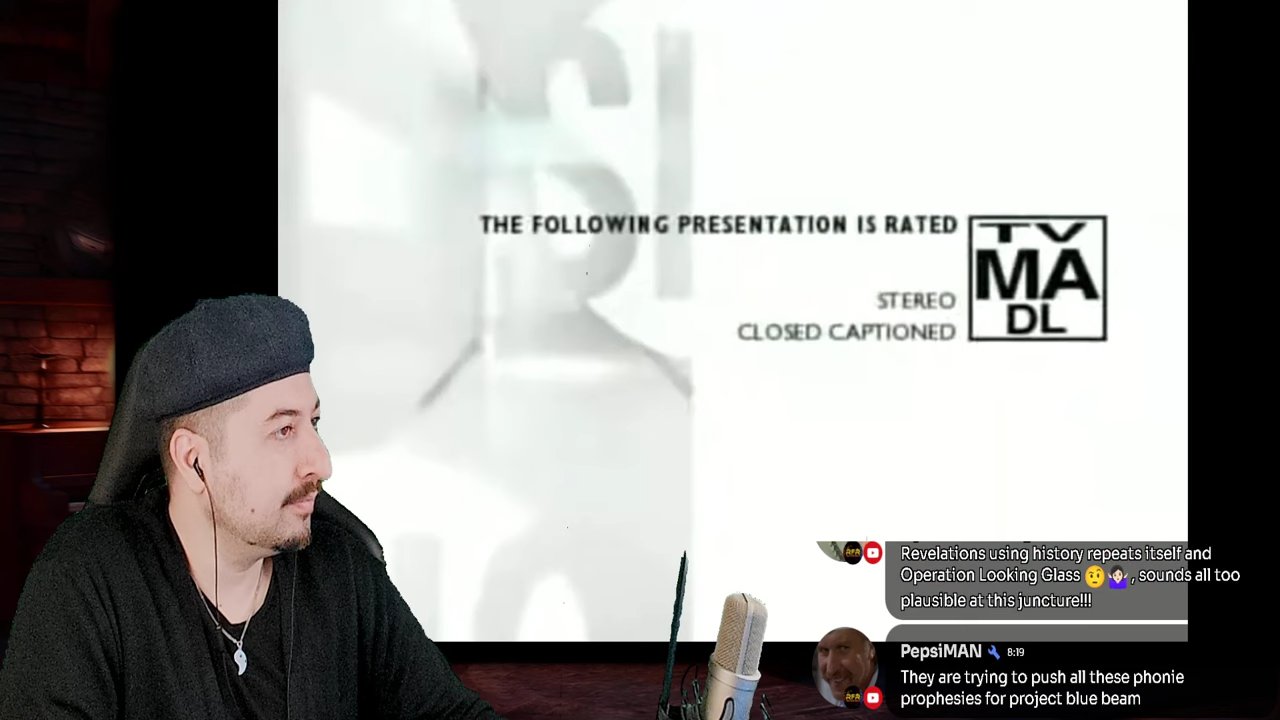 THE FOLLOWING PRESENTATION IS RATED
TV
MA
DL
STEREO
CLOSED CAPTIONED
Revelations using history repeats itself and
Operation Looking Glass 🤨🤷🏻‍♀️, sounds all too
plausible at this juncture!!!
PepsiMAN 🔧 8:19
They are trying to push all these phonie
prophesies for project blue beam